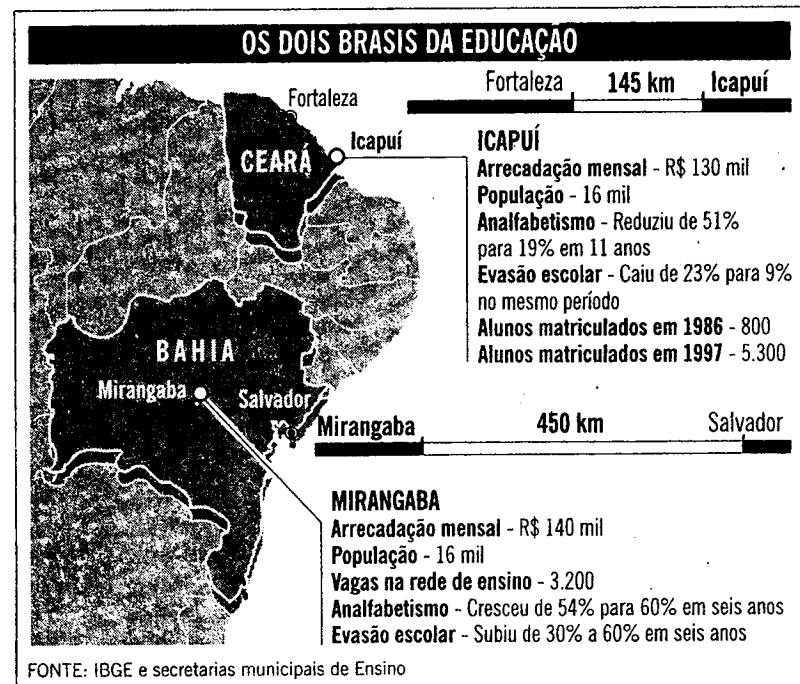 OS DOIS BRASIS DA EDUCAÇÃO
Fortaleza 145 km Icapuí
Fortaleza
Icapuí
CEARÁ
ICAPUÍ
Arrecadação mensal - R$ 130 mil
População - 16 mil
Analfabetismo - Reduziu de 51%
para 19% em 11 anos
Evasão escolar - Caiu de 23% para 9%
no mesmo período
Alunos matriculados em 1986 - 800
Alunos matriculados em 1997 - 5.300
BAHIA
Mirangaba
Salvador
Mirangaba 450 km Salvador
MIRANGABA
Arrecadação mensal - R$ 140 mil
População - 16 mil
Vagas na rede de ensino - 3.200
Analfabetismo - Cresceu de 54% para 60% em seis anos
Evasão escolar - Subiu de 30% a 60% em seis anos
FONTE: IBGE e secretarias municipais de Ensino